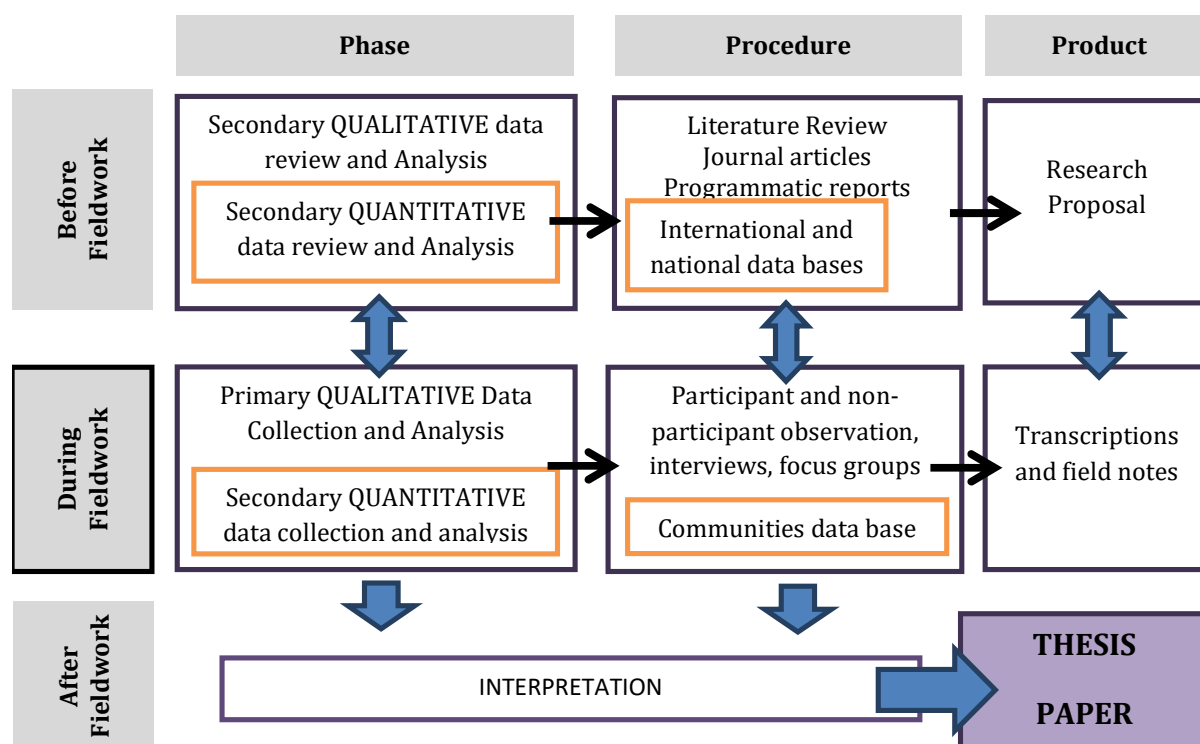 Phase
Procedure
Product
Before
Fieldwork
Secondary QUALITATIVE data
review and Analysis
Secondary QUANTITATIVE
data review and Analysis
Literature Review
Journal articles
Programmatic reports
International and
national data bases
Research
Proposal
During
Fieldwork
Primary QUALITATIVE Data
Collection and Analysis
Secondary QUANTITATIVE
data collection and analysis
Participant and non-
participant observation,
interviews, focus groups
Communities data base
Transcriptions
and field notes
After
Fieldwork
INTERPRETATION
THESIS
PAPER